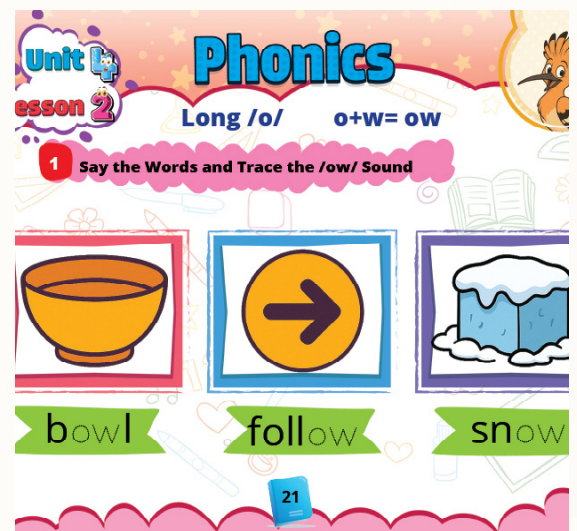 Unit 4
Phonics
esson 2
Long /o/ o+w= ow
1 Say the Words and Trace the /ow/ Sound
bowl follow snow
21